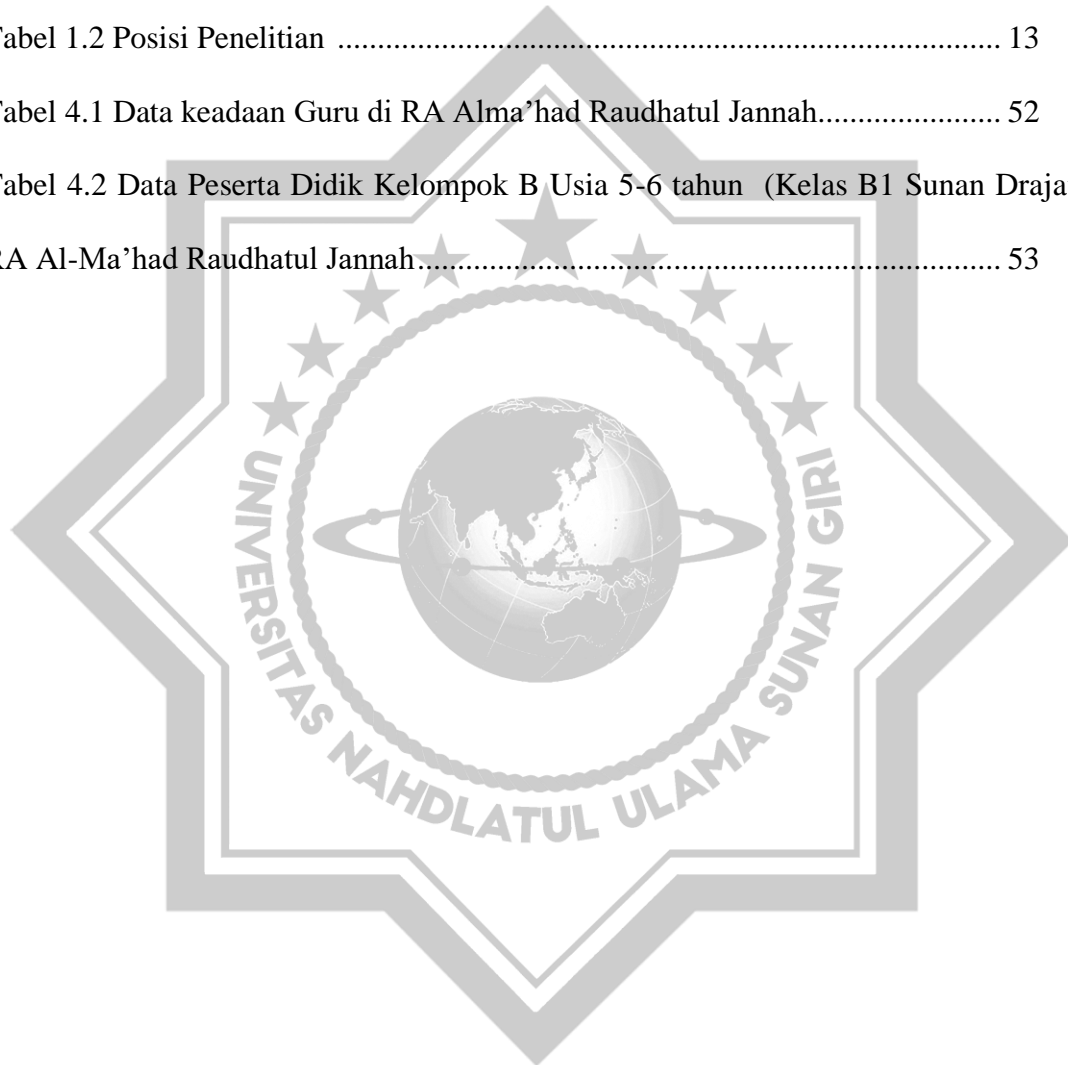 Tabel 1.2 Posisi Penelitian ............................................................................... 13
Tabel 4.1 Data keadaan Guru di RA Alma’had Raudhatul Jannah...................... 52
Tabel 4.2 Data Peserta Didik Kelompok B Usia 5-6 tahun (Kelas B1 Sunan Draja
RA Al-Ma’had Raudhatul Jannah...................................................................... 53
UNIVERSITAS NAHDLATUL ULAMA SUNAN GIRI